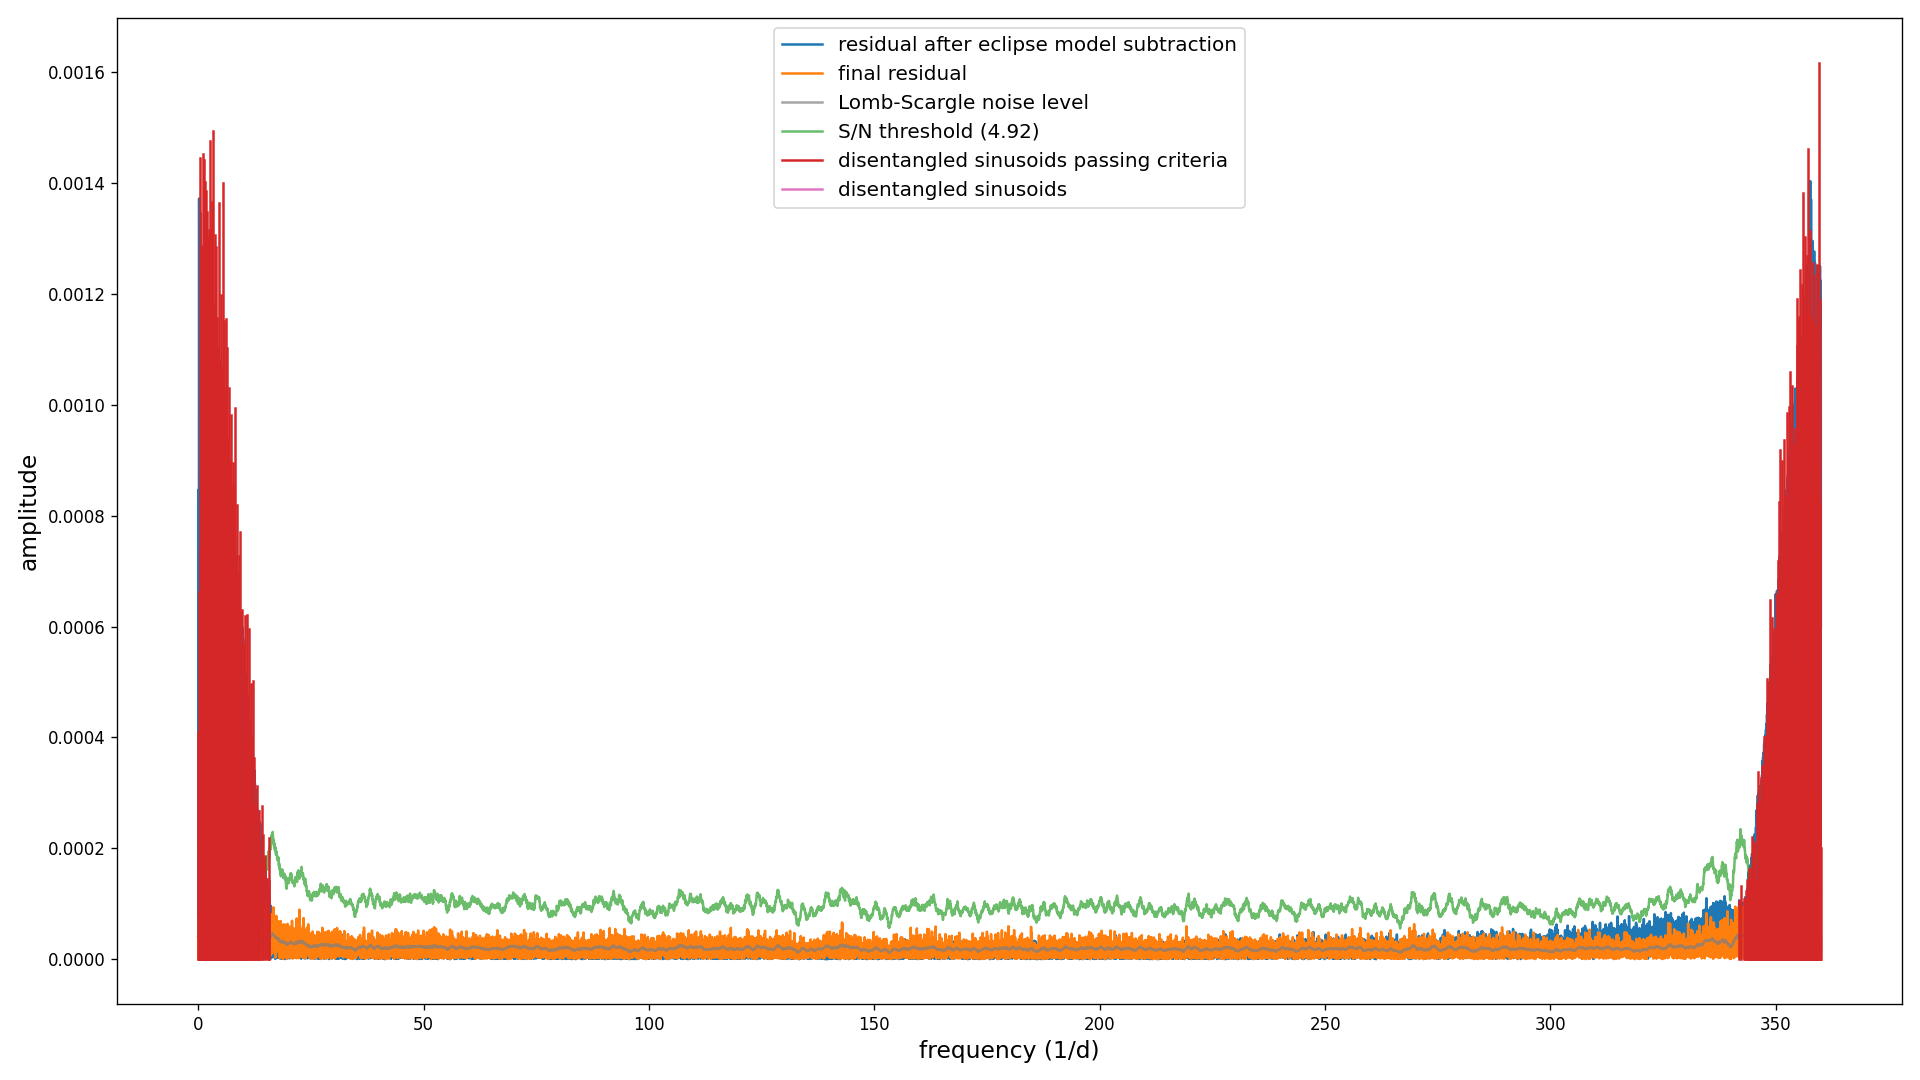 residual after eclipse model subtraction
final residual
Lomb-Scargle noise level
S/N threshold (4.92)
disentangled sinusoids passing criteria
disentangled sinusoids
0.0016
0.0014
0.0012
0.0010
0.0008
0.0006
0.0004
0.0002
0.0000
amplitude
0 50 100 150 200 250 300 350
frequency (1/d)